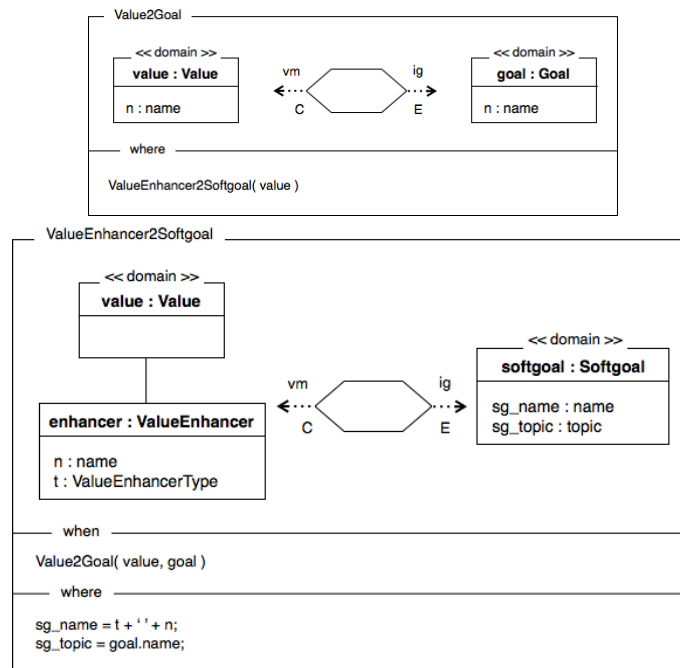 Value2Goal
<< domain >>
value : Value
n : name
vm
C
ig
E
<< domain >>
goal : Goal
n : name
where
ValueEnhancer2Softgoal( value )
ValueEnhancer2Softgoal
<< domain >>
value : Value
enhancer : ValueEnhancer
n : name
t : ValueEnhancerType
vm
C
ig
E
<< domain >>
softgoal : Softgoal
sg_name : name
sg_topic : topic
when
Value2Goal( value, goal )
where
sg_name = t + ‘ ’ + n;
sg_topic = goal.name;